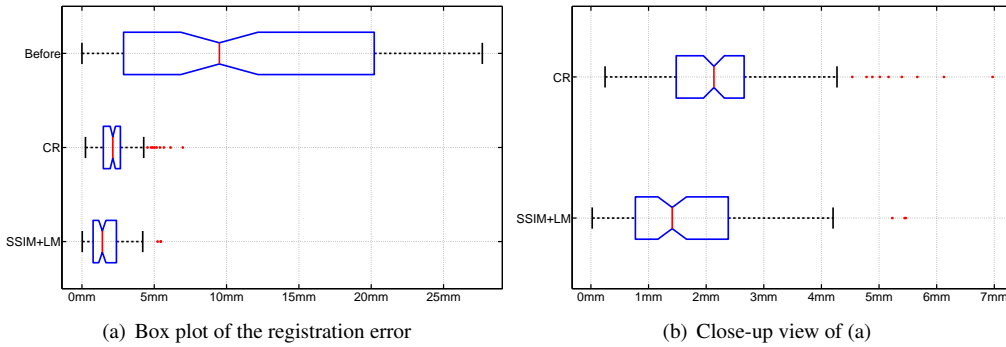 Before
CR
SSIM+LM
0mm 5mm 10mm 15mm 20mm 25mm
(a) Box plot of the registration error
CR
SSIM+LM
0mm 1mm 2mm 3mm 4mm 5mm 6mm 7mm
(b) Close-up view of (a)